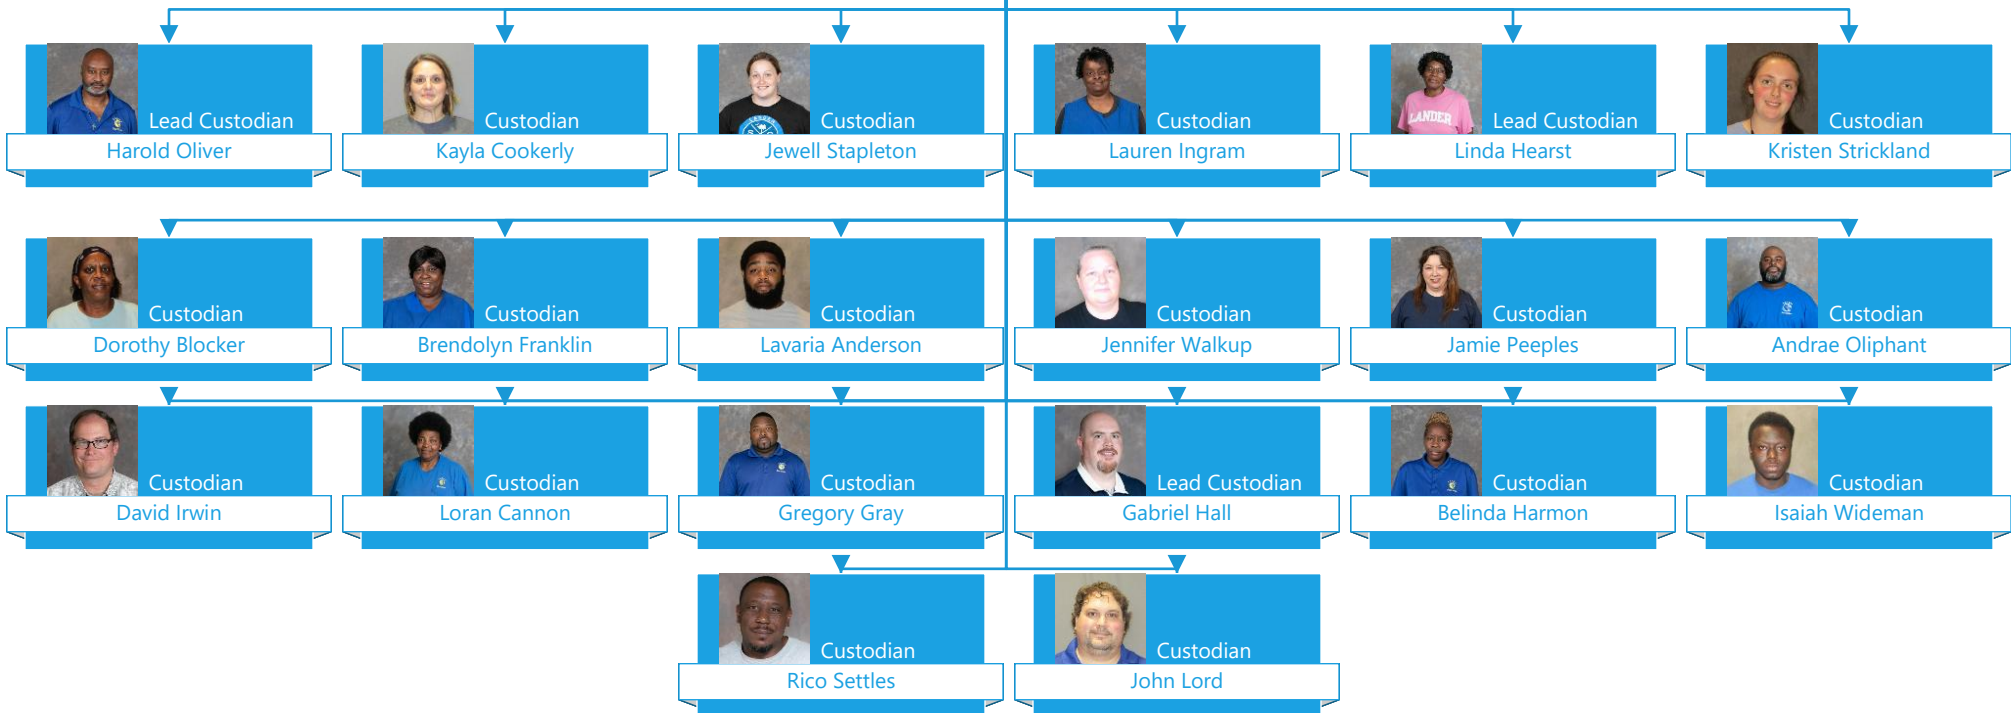 Lead Custodian
Harold Oliver
Custodian
Kayla Cookerly
Custodian
Jewell Stapleton
Custodian
Lauren Ingram
LANDER
Lead Custodian
Linda Hearst
Custodian
Kristen Strickland
Custodian
Dorothy Blocker
Custodian
Brendolyn Franklin
Custodian
Lavaria Anderson
Custodian
Jennifer Walkup
Custodian
Jamie Peeples
Custodian
Andrae Oliphant
Custodian
David Irwin
Custodian
Loran Cannon
Custodian
Gregory Gray
Lead Custodian
Gabriel Hall
Custodian
Belinda Harmon
Custodian
Isaiah Wideman
Custodian
Rico Settles
Custodian
John Lord